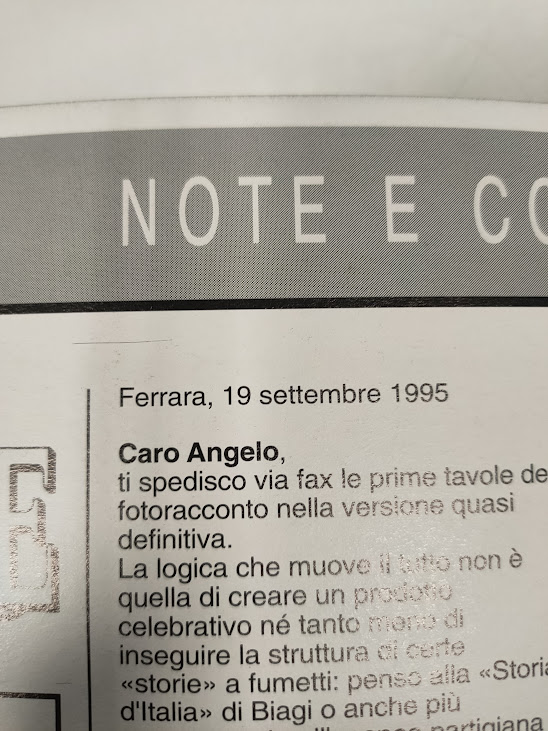 NOTE E CO
Ferrara, 19 settembre 1995
Caro Angelo,
ti spedisco via fax le prime tavole de
fotoracconto nella versione quasi
definitiva.
La logica che muove il tutto non è
quella di creare un prodotto
celebrativo né tanto meno di
inseguire la struttura di certe
«storie» a fumetti: penso alla «Storia
d'Italia» di Biagi o anche più
partigiana